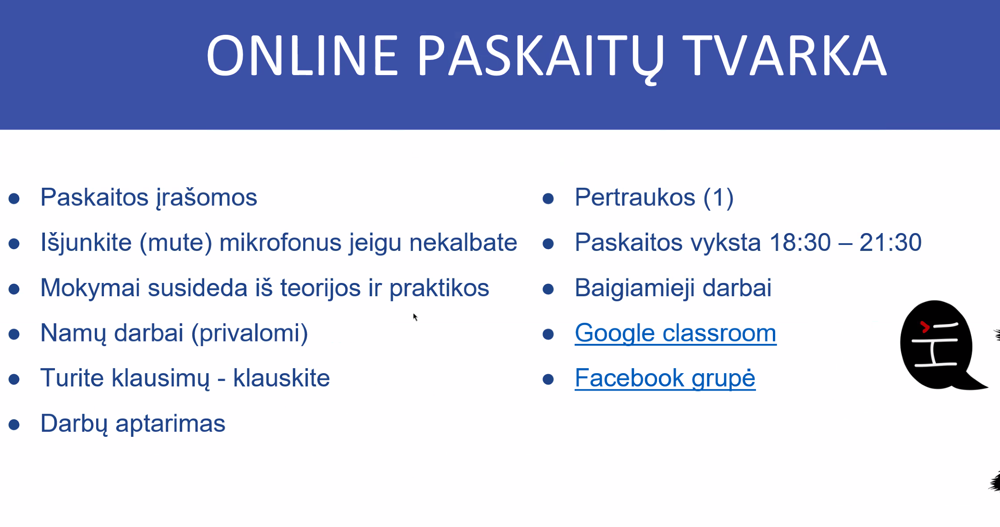 ONLINE PASKAITŲ TVARKA
Paskaitos įrašomos
Išjunkite (mute) mikrofonus jeigu nekalbate
Mokymai susideda iš teorijos ir praktikos
Namų darbai (privalomi)
Turite klausimų - klauskite
Darbų aptarimas
Pertraukos (1)
Paskaitos vyksta 18:30 – 21:30
Baigiamieji darbai
Google classroom
Facebook grupė